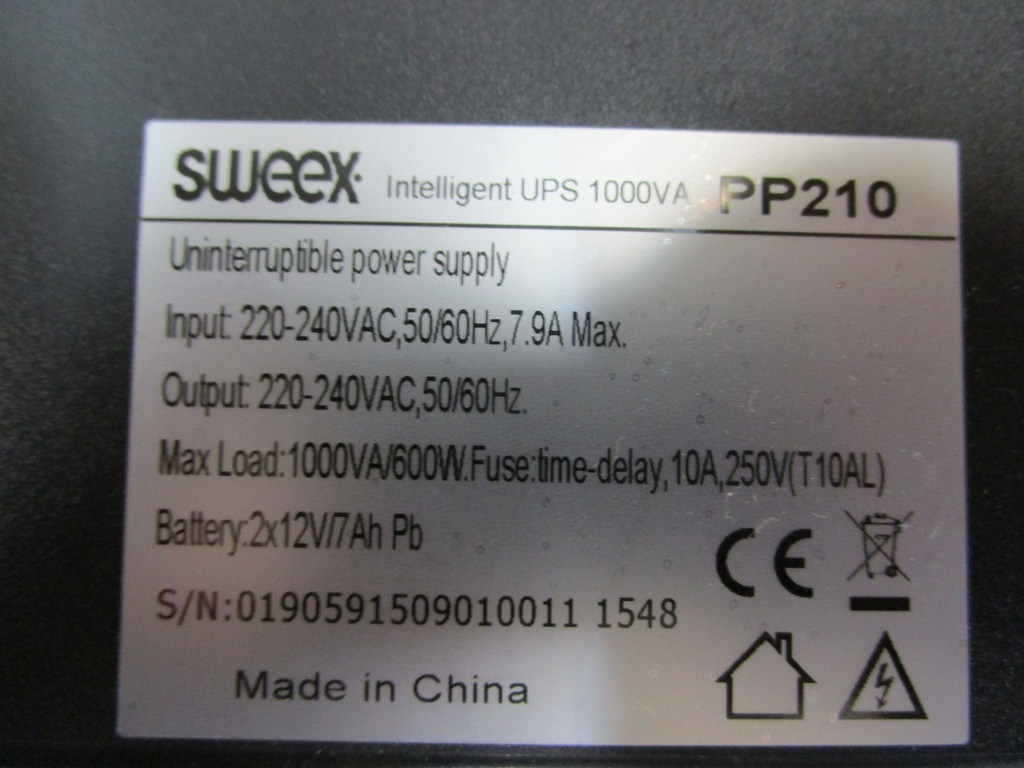 sweex Intelligent UPS 1000VA PP210
Uninterruptible power supply
Input: 220-240VAC,50/60Hz,7.9A Max.
Output: 220-240VAC,50/60Hz.
Max Load:1000VA/600W.Fuse:time-delay,10A,250V(T10AL)
Battery:2x12V/7Ah Pb
CE
S/N:0190591509010011 1548
Made in China